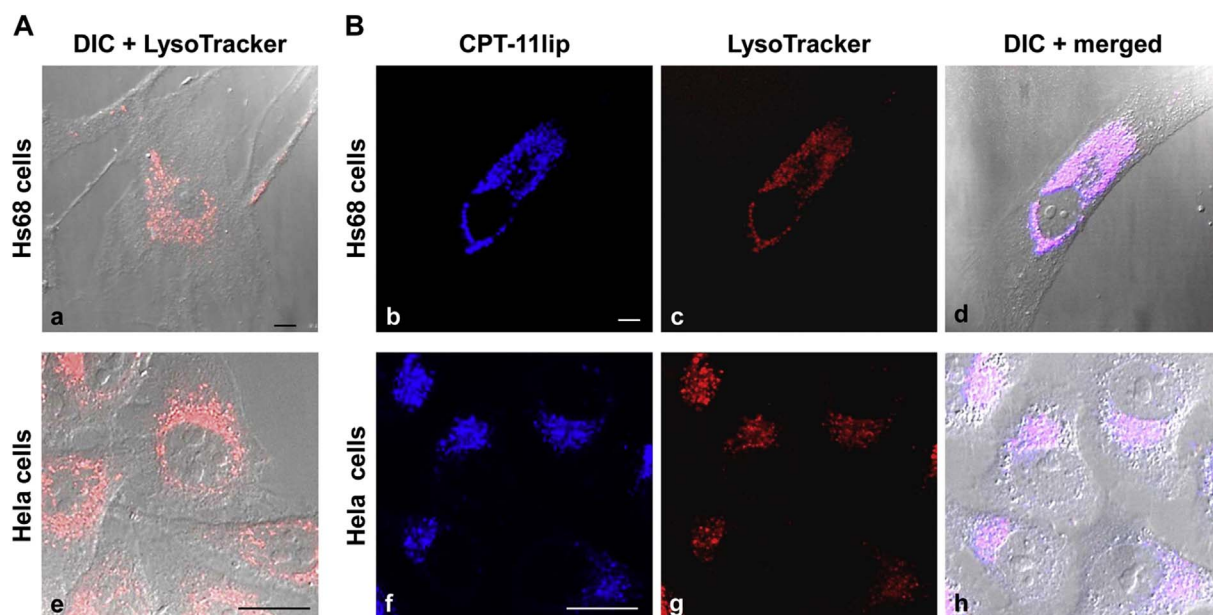 A
DIC + LysoTracker
B
CPT-11lip
LysoTracker
DIC + merged
Hs68 cells
a
Hs68 cells
b
c
d
Hela cells
e
Hela cells
f
g
h